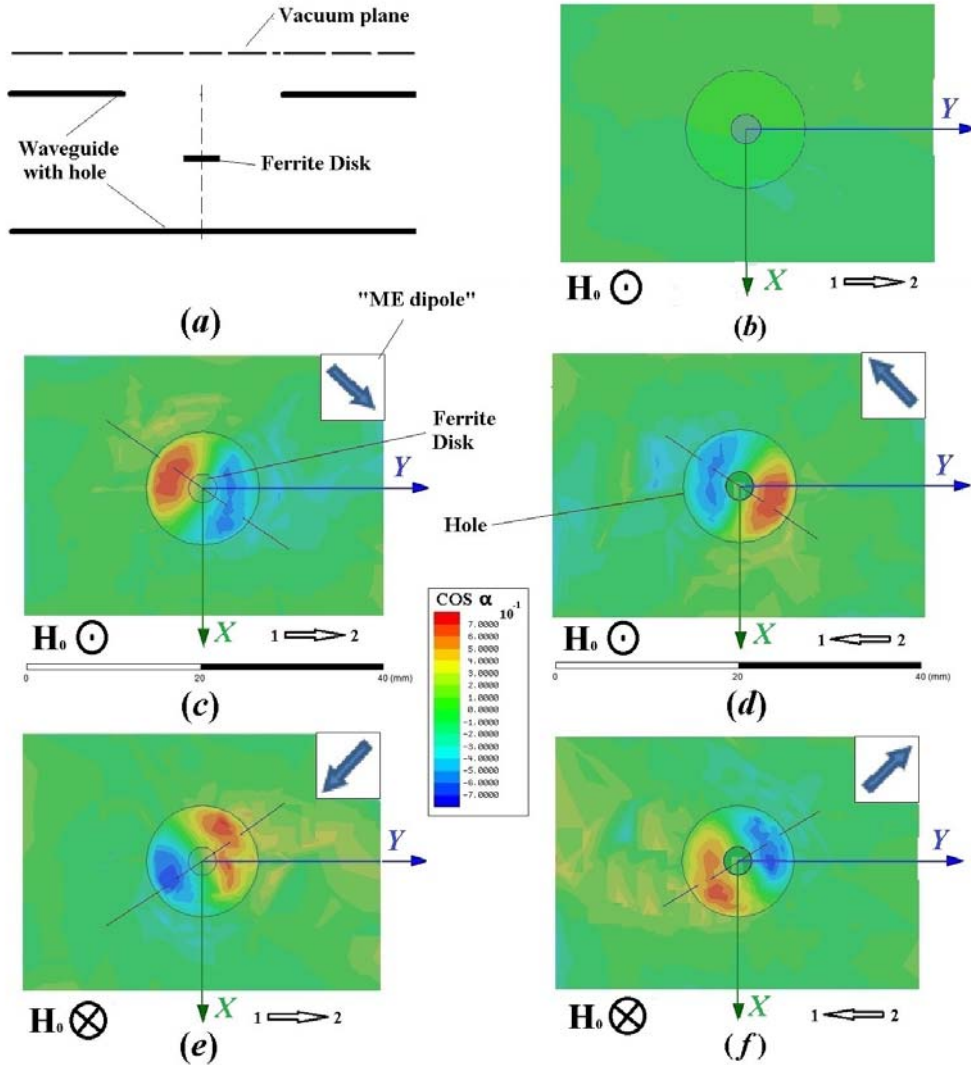 Vacuum plane
Waveguide
with hole
Ferrite Disk
(a)
Y
X
H₀
1 2
(b)
"ME dipole"
Ferrite
Disk
Hole
Y
X
H₀
1 2
0 20 40 (mm)
(c)
Y
X
H₀
1 2
0 20 40 (mm)
(d)
COS α
10⁻¹
7.0000
6.0000
5.0000
4.0000
3.0000
2.0000
1.0000
0.0000
-1.0000
-2.0000
-3.0000
-4.0000
-5.0000
-6.0000
-7.0000
Y
X
H₀
1 2
(e)
Y
X
H₀
1 2
(f)